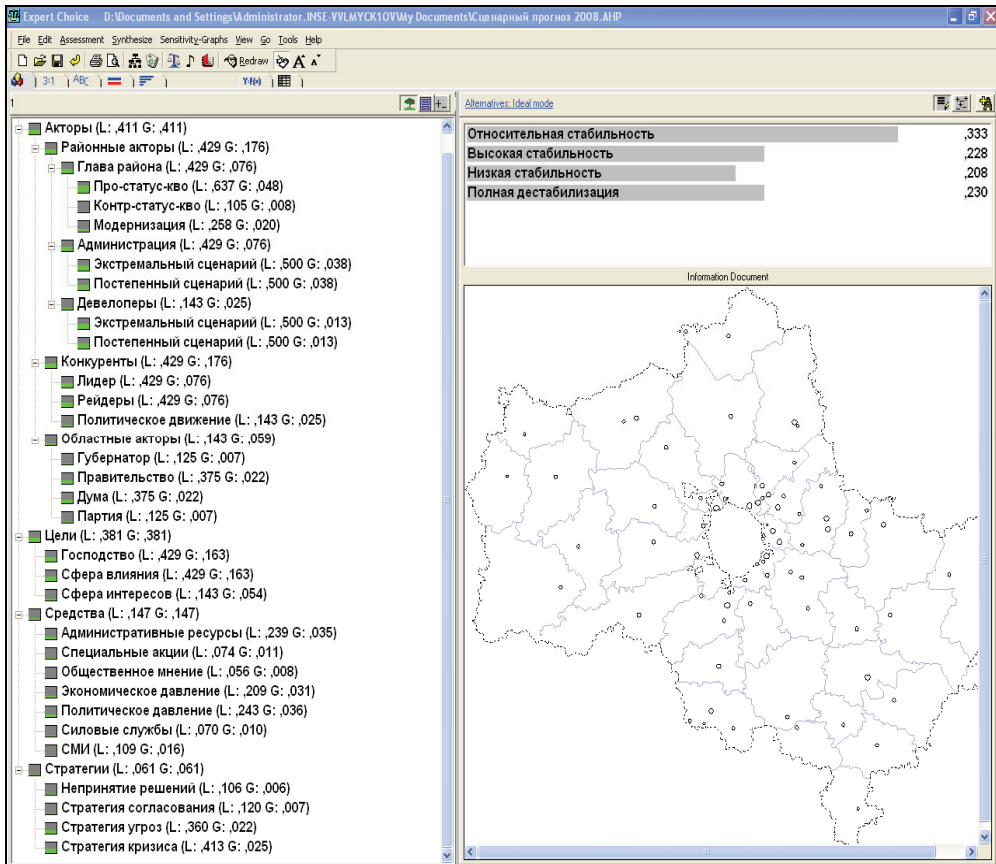 Expert Choice D:\Documents and Settings\Administrator.INSE-VVLMYCK1OV\My Documents\Сценарный прогноз 2008.AHP
File Edit Assessment Synthesize Sensitivity-Graphs View Go Tools Help
Redraw A A
3:1 ABC Y:f(x)
1
Акторы (L: ,411 G: ,411)
Районные акторы (L: ,429 G: ,176)
Глава района (L: ,429 G: ,076)
Про-статус-кво (L: ,637 G: ,048)
Контр-статус-кво (L: ,105 G: ,008)
Модернизация (L: ,258 G: ,020)
Администрация (L: ,429 G: ,076)
Экстремальный сценарий (L: ,500 G: ,038)
Постепенный сценарий (L: ,500 G: ,038)
Девелоперы (L: ,143 G: ,025)
Экстремальный сценарий (L: ,500 G: ,013)
Постепенный сценарий (L: ,500 G: ,013)
Конкуренты (L: ,429 G: ,176)
Лидер (L: ,429 G: ,076)
Рейдеры (L: ,429 G: ,076)
Политическое движение (L: ,143 G: ,025)
Областные акторы (L: ,143 G: ,059)
Губернатор (L: ,125 G: ,007)
Правительство (L: ,375 G: ,022)
Дума (L: ,375 G: ,022)
Партия (L: ,125 G: ,007)
Цели (L: ,381 G: ,381)
Господство (L: ,429 G: ,163)
Сфера влияния (L: ,429 G: ,163)
Сфера интересов (L: ,143 G: ,054)
Средства (L: ,147 G: ,147)
Административные ресурсы (L: ,239 G: ,035)
Специальные акции (L: ,074 G: ,011)
Общественное мнение (L: ,056 G: ,008)
Экономическое давление (L: ,209 G: ,031)
Политическое давление (L: ,243 G: ,036)
Силовые службы (L: ,070 G: ,010)
СМИ (L: ,109 G: ,016)
Стратегии (L: ,061 G: ,061)
Непринятие решений (L: ,106 G: ,006)
Стратегия согласования (L: ,120 G: ,007)
Стратегия угроз (L: ,360 G: ,022)
Стратегия кризиса (L: ,413 G: ,025)
Alternatives: Ideal mode
Относительная стабильность ,333
Высокая стабильность ,228
Низкая стабильность ,208
Полная дестабилизация ,230
Information Document